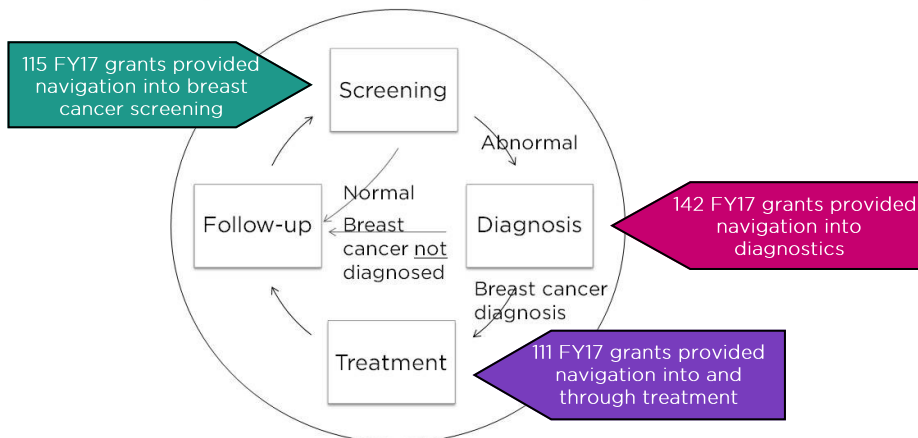 115 FY17 grants provided
navigation into breast
cancer screening
Screening
Abnormal
Normal
Follow-up
Breast
cancer not
diagnosed
Diagnosis
142 FY17 grants provided
navigation into
diagnostics
Breast cancer
diagnosis
Treatment
111 FY17 grants provided
navigation into and
through treatment